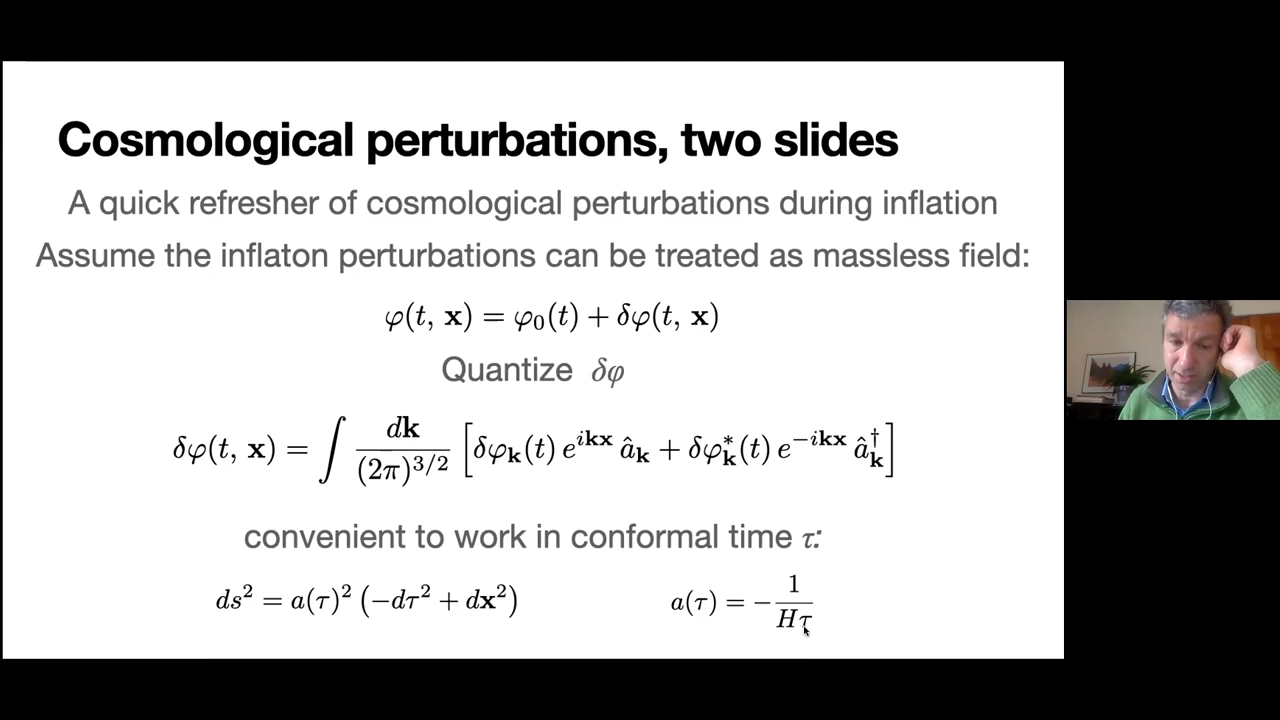 Cosmological perturbations, two slides
A quick refresher of cosmological perturbations during inflation
Assume the inflaton perturbations can be treated as massless field:
φ(t, x) = φ₀(t) + δφ(t, x)
Quantize δφ
δφ(t, x) = ∫ dk/(2π)^{3/2} [δφ_k(t) e^{ikx} â_k + δφ*_k(t) e^{−ikx} â†_k]
convenient to work in conformal time τ:
ds² = a(τ)² (−dτ² + dx²) a(τ) = −1/(Hτ)